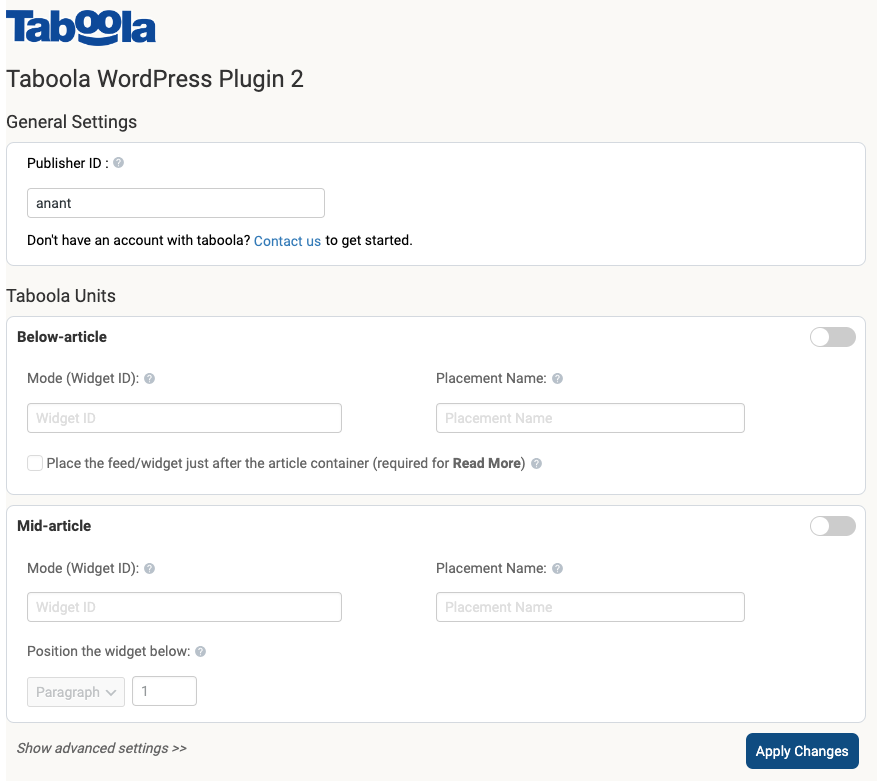 Taboola
Taboola WordPress Plugin 2
General Settings
Publisher ID : ?
anant
Don't have an account with taboola? Contact us to get started.
Taboola Units
Below-article
Mode (Widget ID): ? Placement Name: ?
Widget ID Placement Name
Place the feed/widget just after the article container (required for Read More) ?
Mid-article
Mode (Widget ID): ? Placement Name: ?
Widget ID Placement Name
Position the widget below: ?
Paragraph 1
Show advanced settings >> Apply Changes